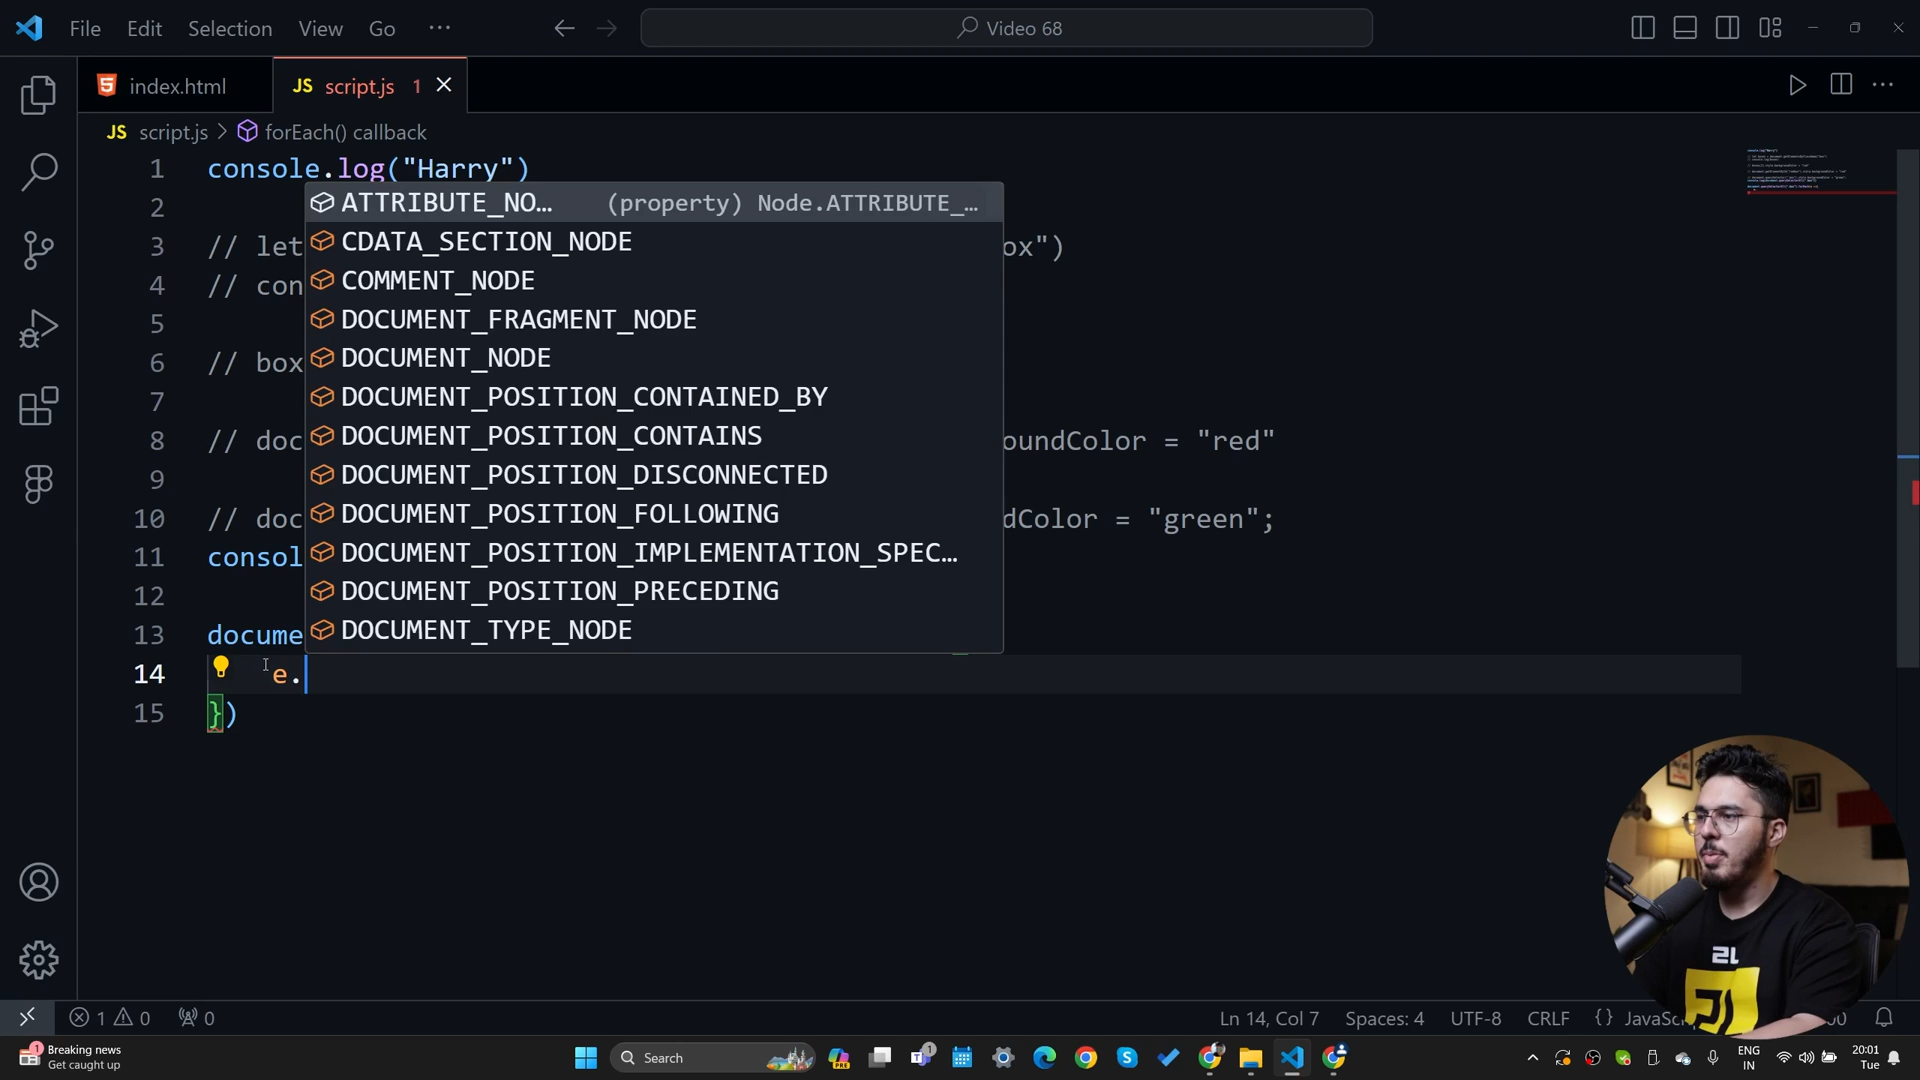 File Edit Selection View Go ··· Video 68
index.html JS script.js 1
JS script.js > forEach() callback
1 console.log("Harry")
2
3 // let ox")
4 // con
5
6 // box
7
8 // doc oundColor = "red"
9
10 // doc dColor = "green";
11 consol
12
13 docume
14 e.
15 })
ATTRIBUTE_NO… (property) Node.ATTRIBUTE_…
CDATA_SECTION_NODE
COMMENT_NODE
DOCUMENT_FRAGMENT_NODE
DOCUMENT_NODE
DOCUMENT_POSITION_CONTAINED_BY
DOCUMENT_POSITION_CONTAINS
DOCUMENT_POSITION_DISCONNECTED
DOCUMENT_POSITION_FOLLOWING
DOCUMENT_POSITION_IMPLEMENTATION_SPEC…
DOCUMENT_POSITION_PRECEDING
DOCUMENT_TYPE_NODE
1 0 0 Ln 14, Col 7 Spaces: 4 UTF-8 CRLF {}
1 Breaking news
Get caught up
Search
PRE
1
ENG
IN
20:01
Tue